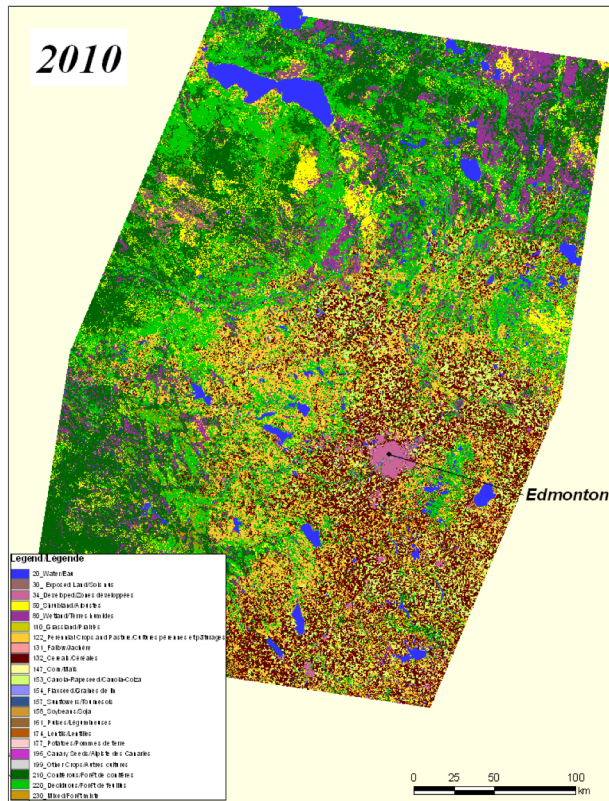 2010
Edmonton
Legend/Légende
20_Water/Eau
30_ Exposed Land/Sols nus
34_Developed/Zones développées
50_Shrubland/Arbustes
80_Wetland/Terres humides
110_Grassland/Prairies
122_Perennial Crops and Pasture/Cultures pérennes et pâturages
131_Fallow/Jachère
132_Cereals/Céréales
147_Corn/Maïs
153_Canola-Rapeseed/Canola-Colza
154_Flaxseed/Graines de lin
157_Sunflowers/Tournesols
158_Soybeans/Soja
161_Pulses/Légumineuses
174_Lentils/Lentilles
177_Potatoes/Pommes de terre
196_Canary Seeds/Alpiste des Canaries
199_Other Crops/Autres cultures
210_Coniferous/Forêt de conifères
220_Deciduous/Forêt de feuillus
230_Mixed/Forêt mixte
0 25 50 100
km